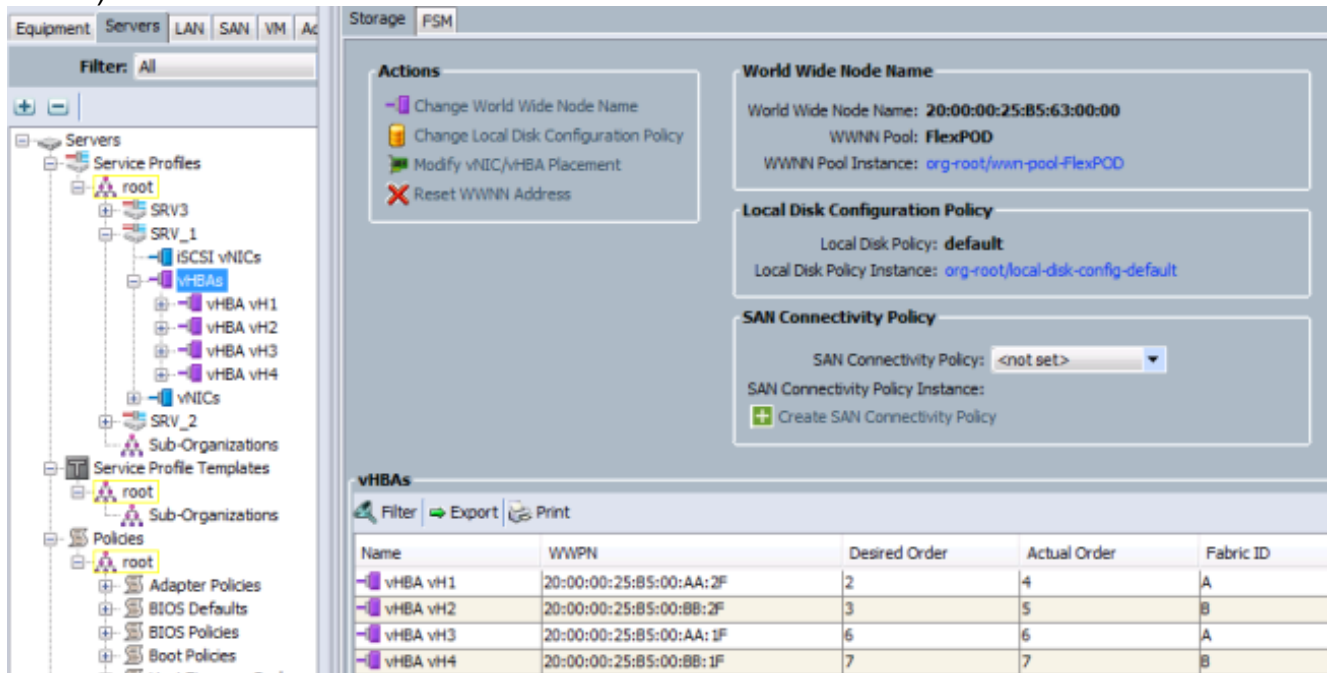 Equipment Servers LAN SAN VM Ac
Filter: All
Servers
Service Profiles
root
SRV3
SRV_1
iSCSI vNICs
vHBAs
vHBA vH1
vHBA vH2
vHBA vH3
vHBA vH4
vNICs
SRV_2
Sub-Organizations
Service Profile Templates
root
Sub-Organizations
Policies
root
Adapter Policies
BIOS Defaults
BIOS Policies
Boot Policies
Storage FSM
Actions
Change World Wide Node Name
Change Local Disk Configuration Policy
Modify vNIC/vHBA Placement
Reset WWNN Address
World Wide Node Name
World Wide Node Name: 20:00:00:25:B5:63:00:00
WWNN Pool: FlexPOD
WWNN Pool Instance: org-root/wwn-pool-FlexPOD
Local Disk Configuration Policy
Local Disk Policy: default
Local Disk Policy Instance: org-root/local-disk-config-default
SAN Connectivity Policy
SAN Connectivity Policy: <not set>
SAN Connectivity Policy Instance:
Create SAN Connectivity Policy
vHBAs
Filter Export Print
Name WWPN Desired Order Actual Order Fabric ID
vHBA vH1 20:00:00:25:B5:00:AA:2F 2 4 A
vHBA vH2 20:00:00:25:B5:00:BB:2F 3 5 B
vHBA vH3 20:00:00:25:B5:00:AA:1F 6 6 A
vHBA vH4 20:00:00:25:B5:00:BB:1F 7 7 B